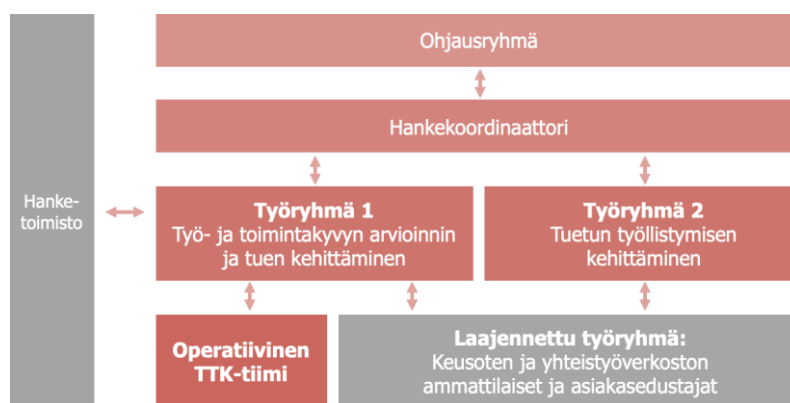 Ohjausryhmä
Hankekoordinaattori
Hanke-
toimisto
Työryhmä 1
Työ- ja toimintakyvyn arvioinnin
ja tuen kehittäminen
Työryhmä 2
Tuetun työllistymisen
kehittäminen
Operatiivinen
TTK-tiimi
Laajennettu työryhmä:
Keusoten ja yhteistyöverkoston
ammattilaiset ja asiakasedustajat